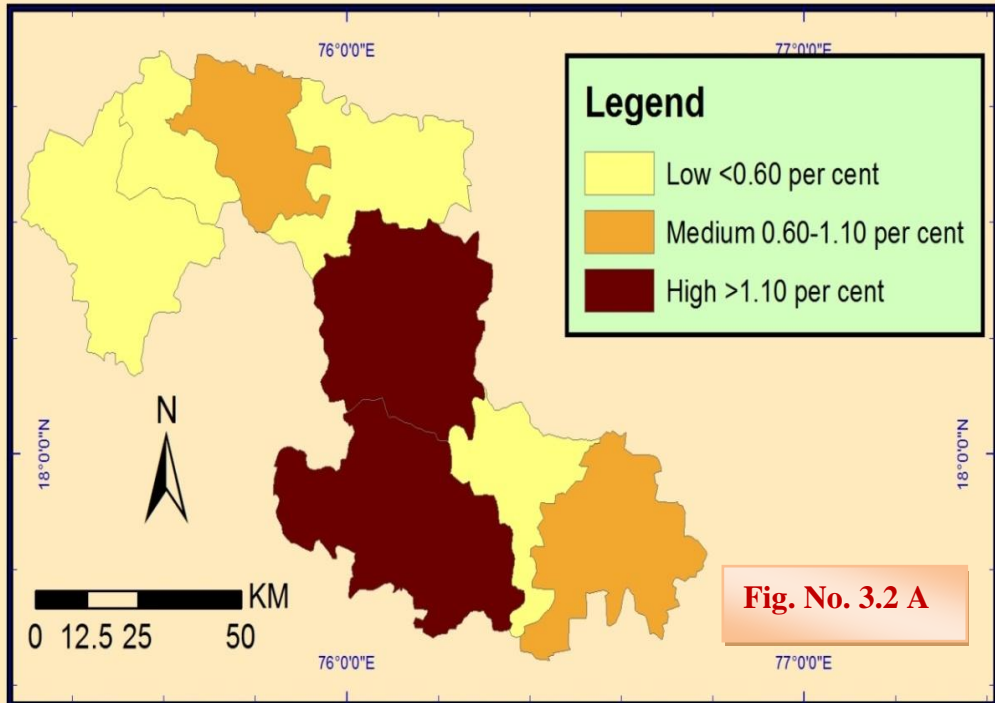 76°0'0"E
77°0'0"E
Legend
Low <0.60 per cent
Medium 0.60-1.10 per cent
High >1.10 per cent
N
18°0'0"N
18°0'0"N
KM
0 12.5 25 50
Fig. No. 3.2 A
76°0'0"E
77°0'0"E